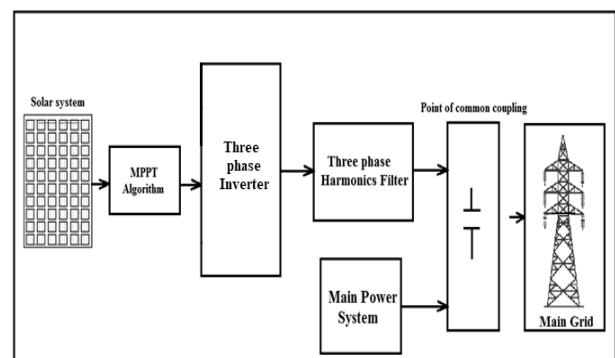 Solar system
MPPT
Algorithm
Three
phase
Inverter
Three phase
Harmonics Filter
Point of common coupling
Main Power
System
Main Grid